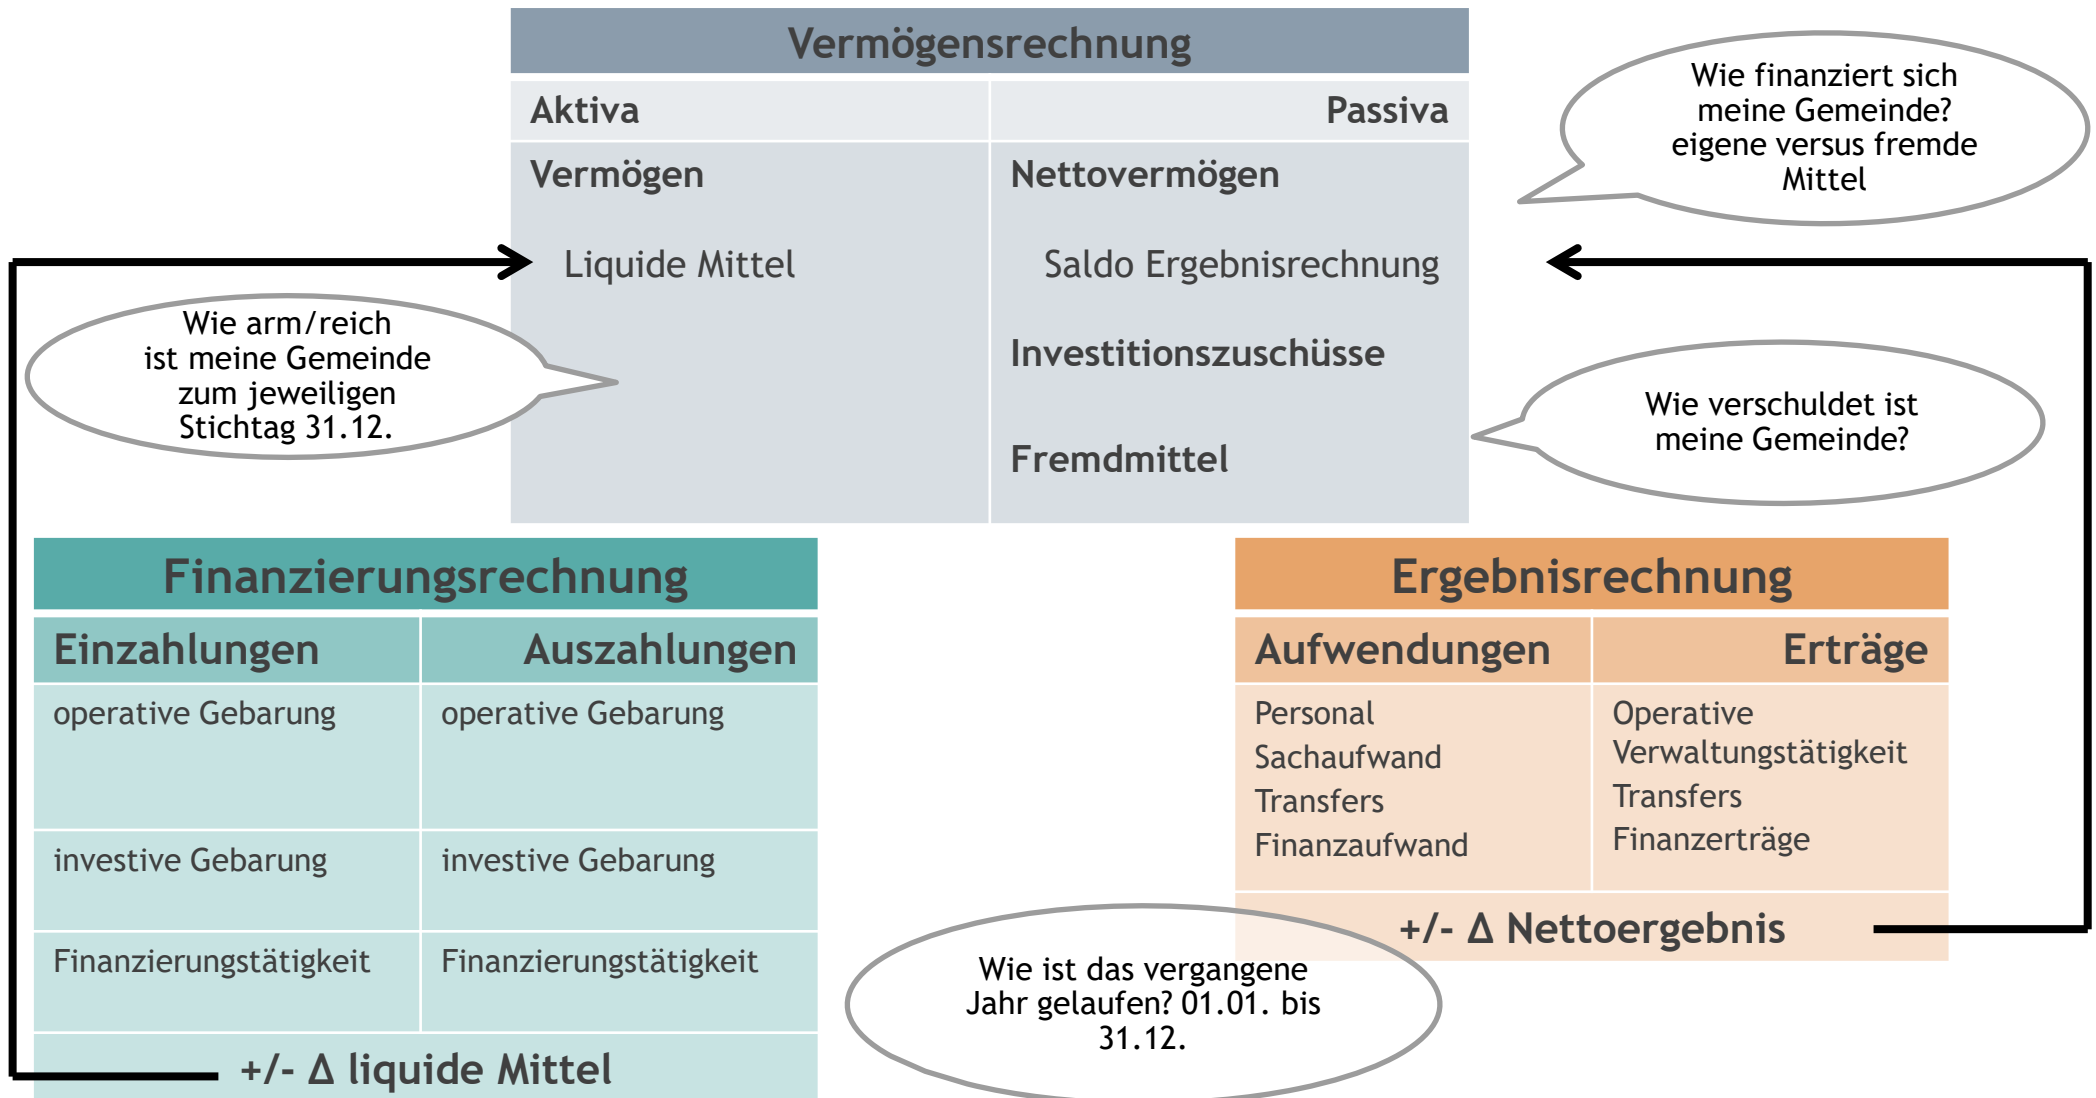 Vermögensrechnung
Aktiva
Passiva
Vermögen
Nettovermögen
Liquide Mittel
Saldo Ergebnisrechnung
Investitionszuschüsse
Fremdmittel
Wie finanziert sich
meine Gemeinde?
eigene versus fremde
Mittel
Wie arm/reich
ist meine Gemeinde
zum jeweiligen
Stichtag 31.12.
Wie verschuldet ist
meine Gemeinde?
Finanzierungsrechnung
Einzahlungen
Auszahlungen
operative Gebarung
operative Gebarung
investive Gebarung
investive Gebarung
Finanzierungstätigkeit
Finanzierungstätigkeit
+/- Δ liquide Mittel
Ergebnisrechnung
Aufwendungen
Erträge
Personal
Sachaufwand
Transfers
Finanzaufwand
Operative
Verwaltungstätigkeit
Transfers
Finanzerträge
+/- Δ Nettoergebnis
Wie ist das vergangene
Jahr gelaufen? 01.01. bis
31.12.